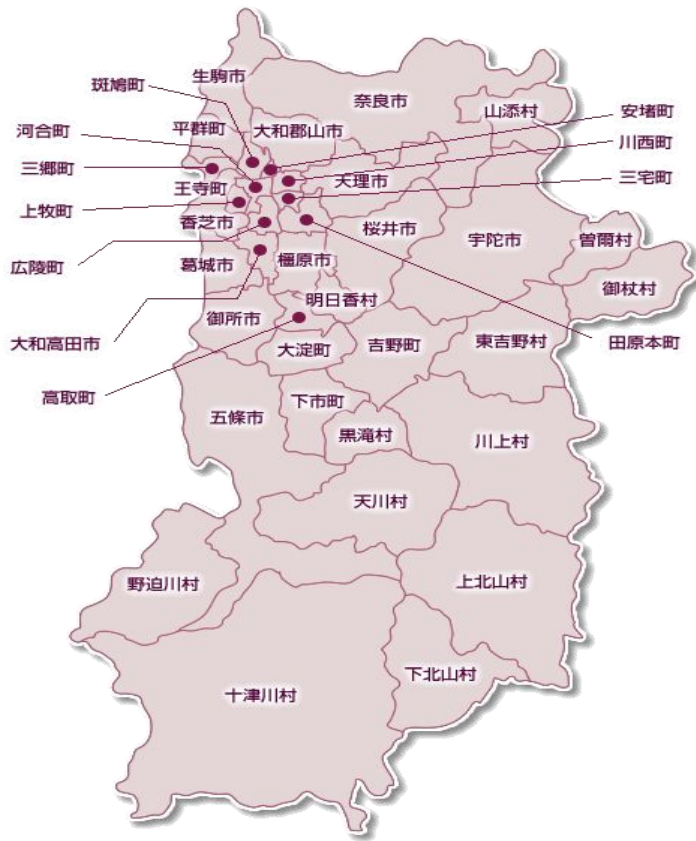 生駒市
斑鳩町
奈良市
山添村
安堵町
平群町
大和郡山市
河合町
川西町
三郷町
天理市
三宅町
王寺町
上牧町
香芝市
桜井市
宇陀市
曽爾村
広陵町
葛城市
橿原市
御杖村
明日香村
御所市
大和高田市
大淀町
吉野町
東吉野村
田原本町
高取町
下市町
五條市
黒滝村
川上村
天川村
野迫川村
上北山村
下北山村
十津川村